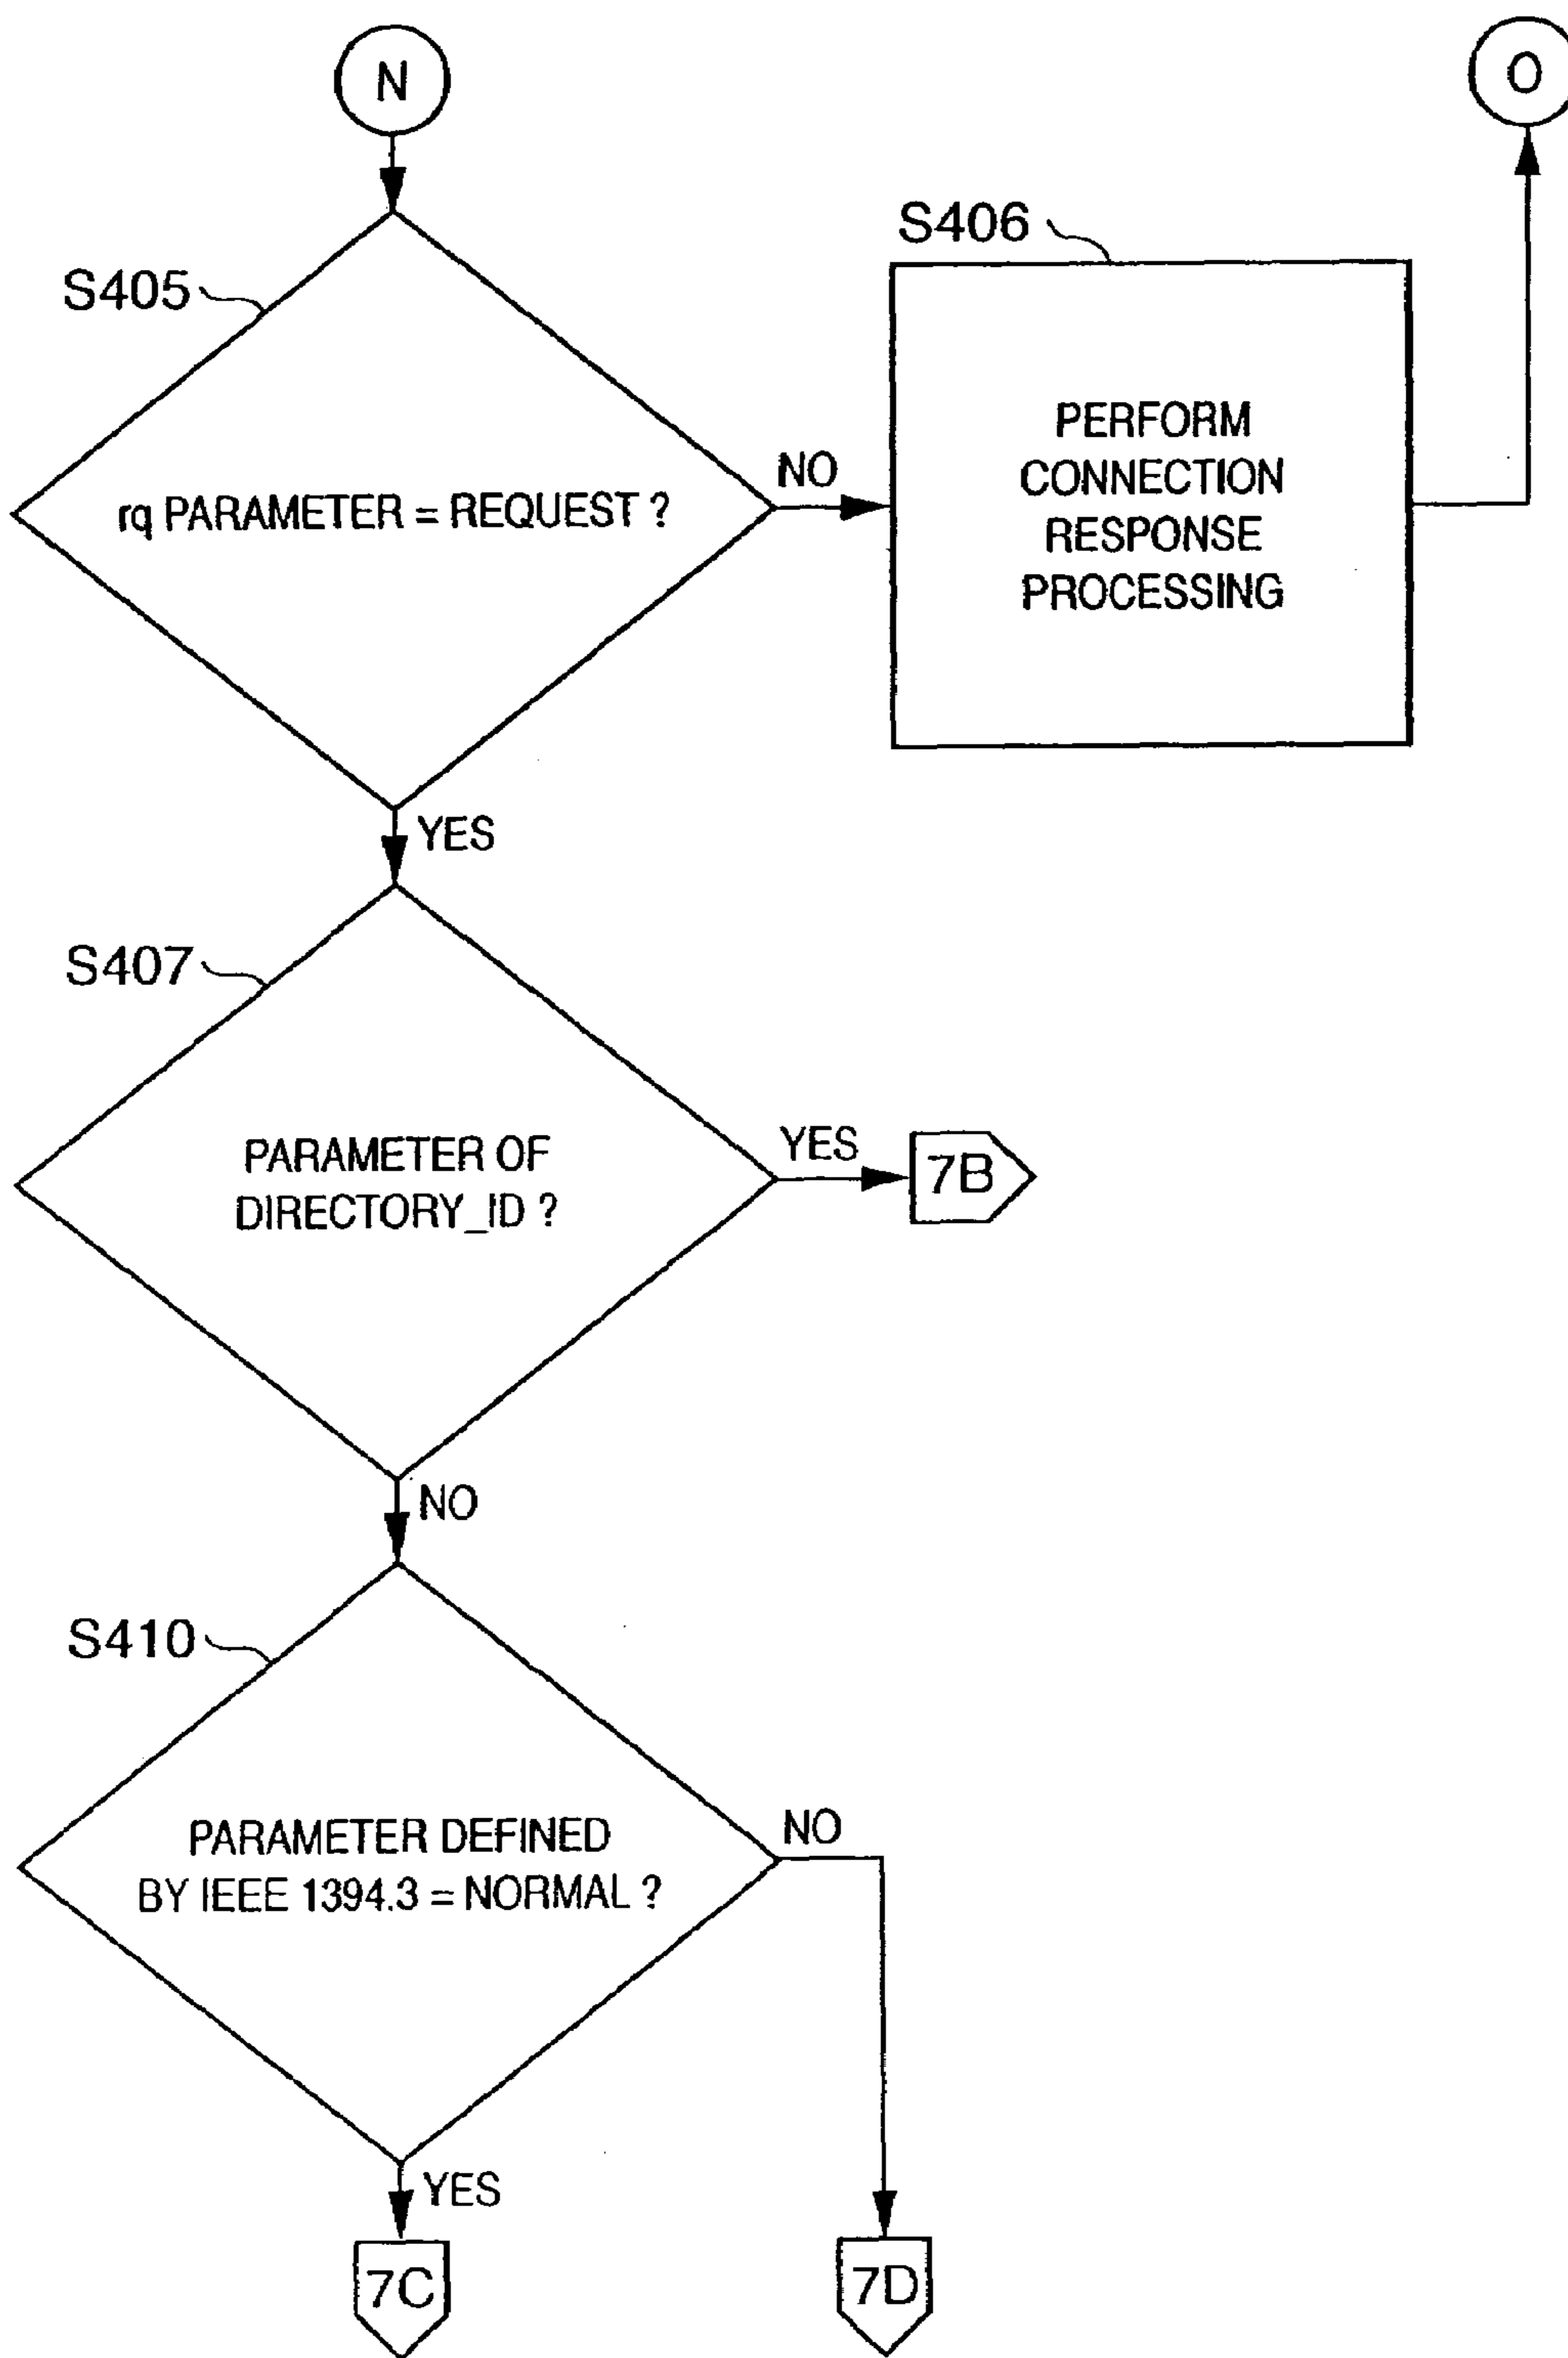 N
O
S405
S406
rq PARAMETER = REQUEST ?
NO
PERFORM
CONNECTION
RESPONSE
PROCESSING
YES
S407
PARAMETER OF
DIRECTORY_ID ?
YES
7B
NO
S410
PARAMETER DEFINED
BY IEEE 1394.3 = NORMAL ?
NO
YES
7C
7D